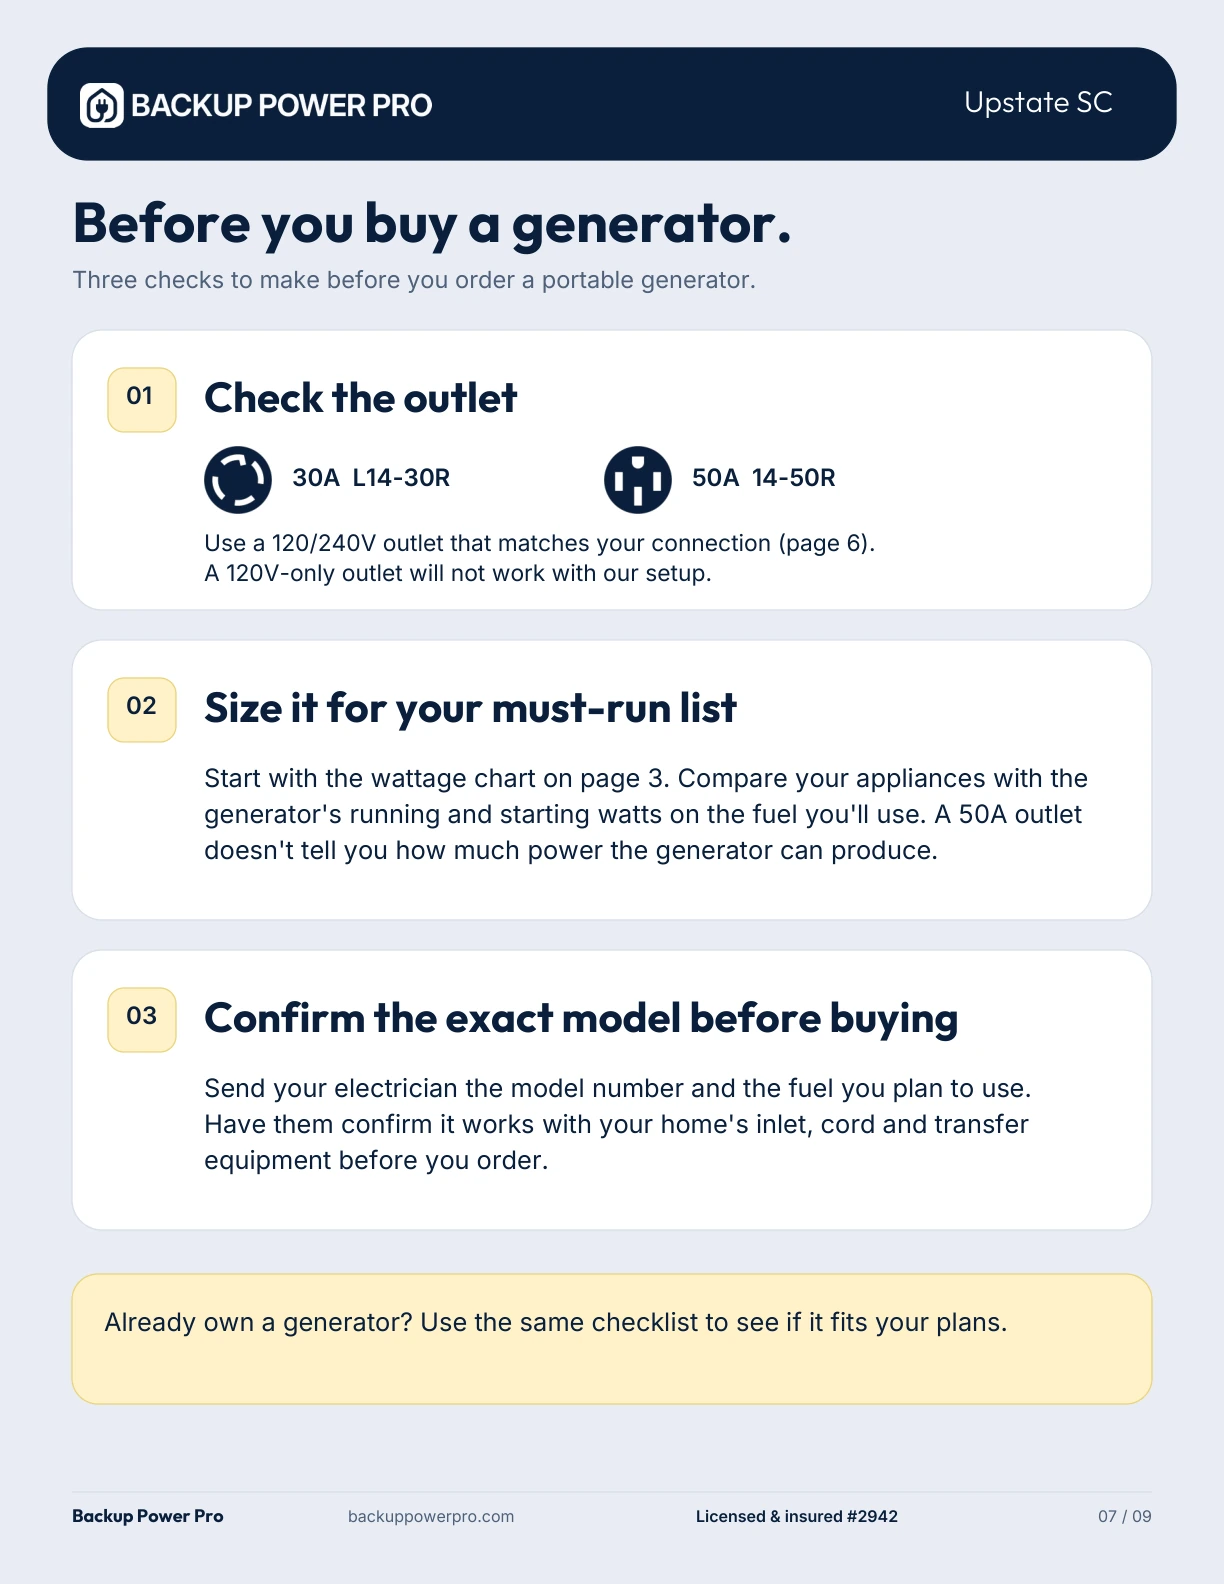 BACKUP POWER PRO
Upstate SC
Before you buy a generator.
Three checks to make before you order a portable generator.
01
Check the outlet
30A L14-30R
50A 14-50R
Use a 120/240V outlet that matches your connection (page 6).
A 120V-only outlet will not work with our setup.
02
Size it for your must-run list
Start with the wattage chart on page 3. Compare your appliances with the
generator's running and starting watts on the fuel you'll use. A 50A outlet
doesn't tell you how much power the generator can produce.
03
Confirm the exact model before buying
Send your electrician the model number and the fuel you plan to use.
Have them confirm it works with your home's inlet, cord and transfer
equipment before you order.
Already own a generator? Use the same checklist to see if it fits your plans.
Backup Power Pro
backuppowerpro.com
Licensed & insured #2942
07 / 09